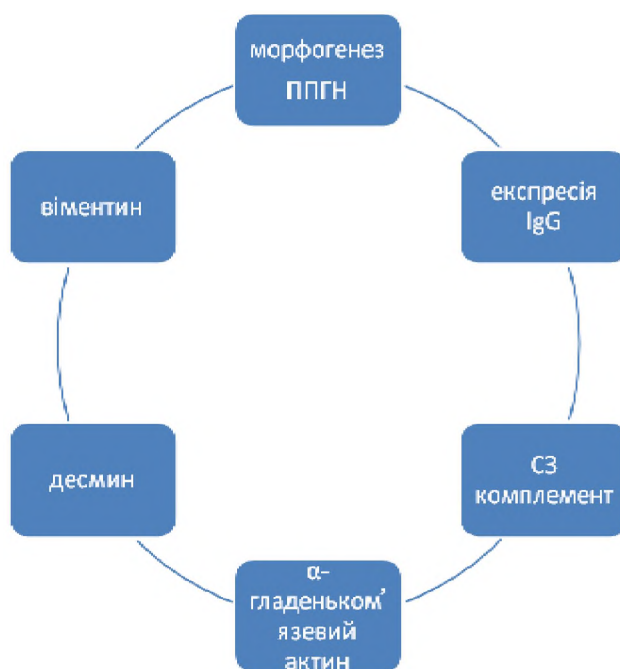 морфогенез
ППГН
експресія
IgG
С3
комплемент
α-
гладеньком’
язевий
актин
десмин
віментин